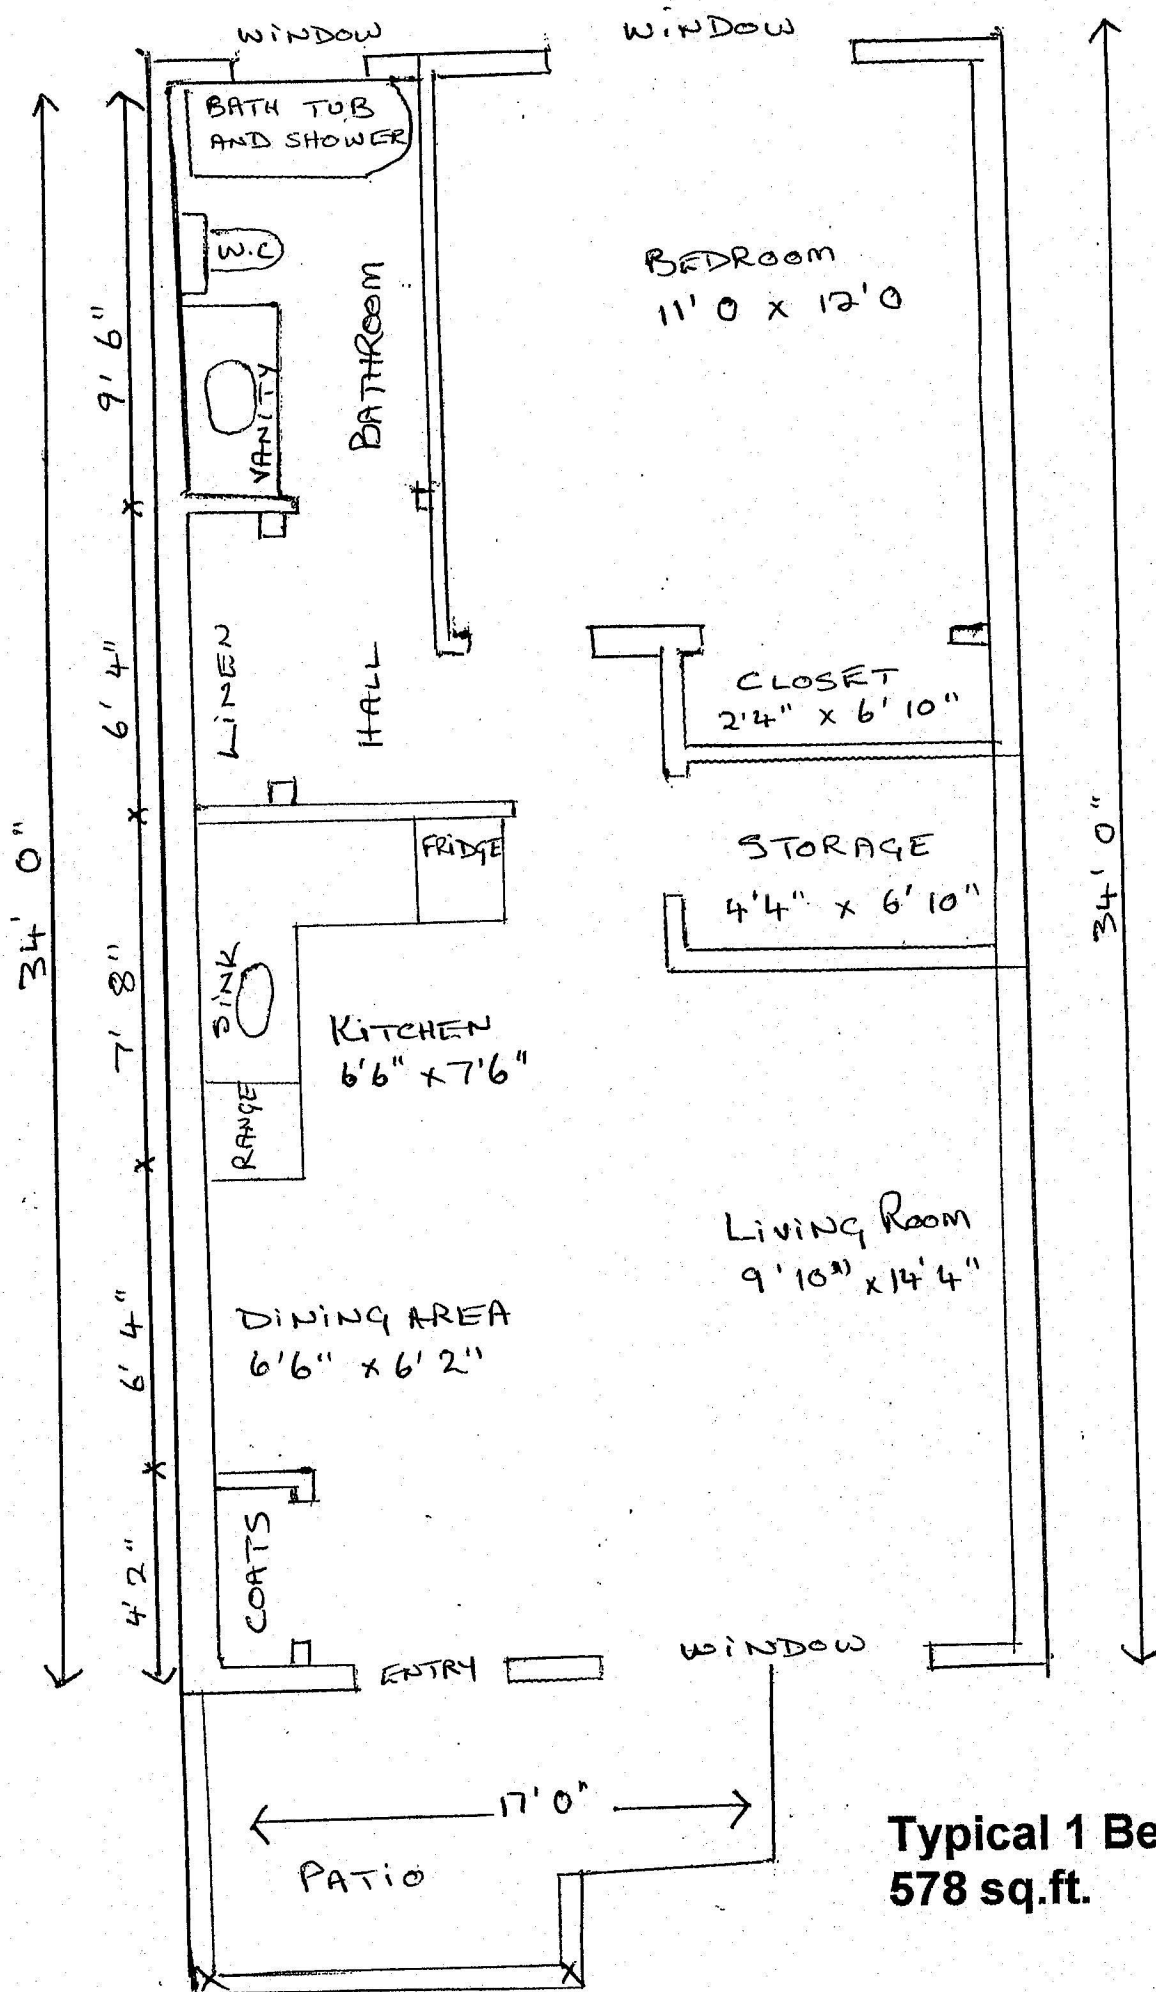 WINDOW
WINDOW
BATH TUB
AND SHOWER
W.C
VANITY
BATHROOM
BEDROOM
11' 0 x 12' 0
9' 6"
6' 4"
LINEN
HALL
CLOSET
2'4" x 6' 10"
34' 0"
34' 0"
FRIDGE
STORAGE
4'4" x 6' 10"
7' 8"
SINK
KITCHEN
6'6" x 7'6"
RANGE
LIVING ROOM
9' 10" x 14' 4"
6' 4"
DINING AREA
6'6" x 6' 2"
4' 2"
COATS
ENTRY
WINDOW
17' 0"
PATIO
Typical 1 Be
578 sq.ft.